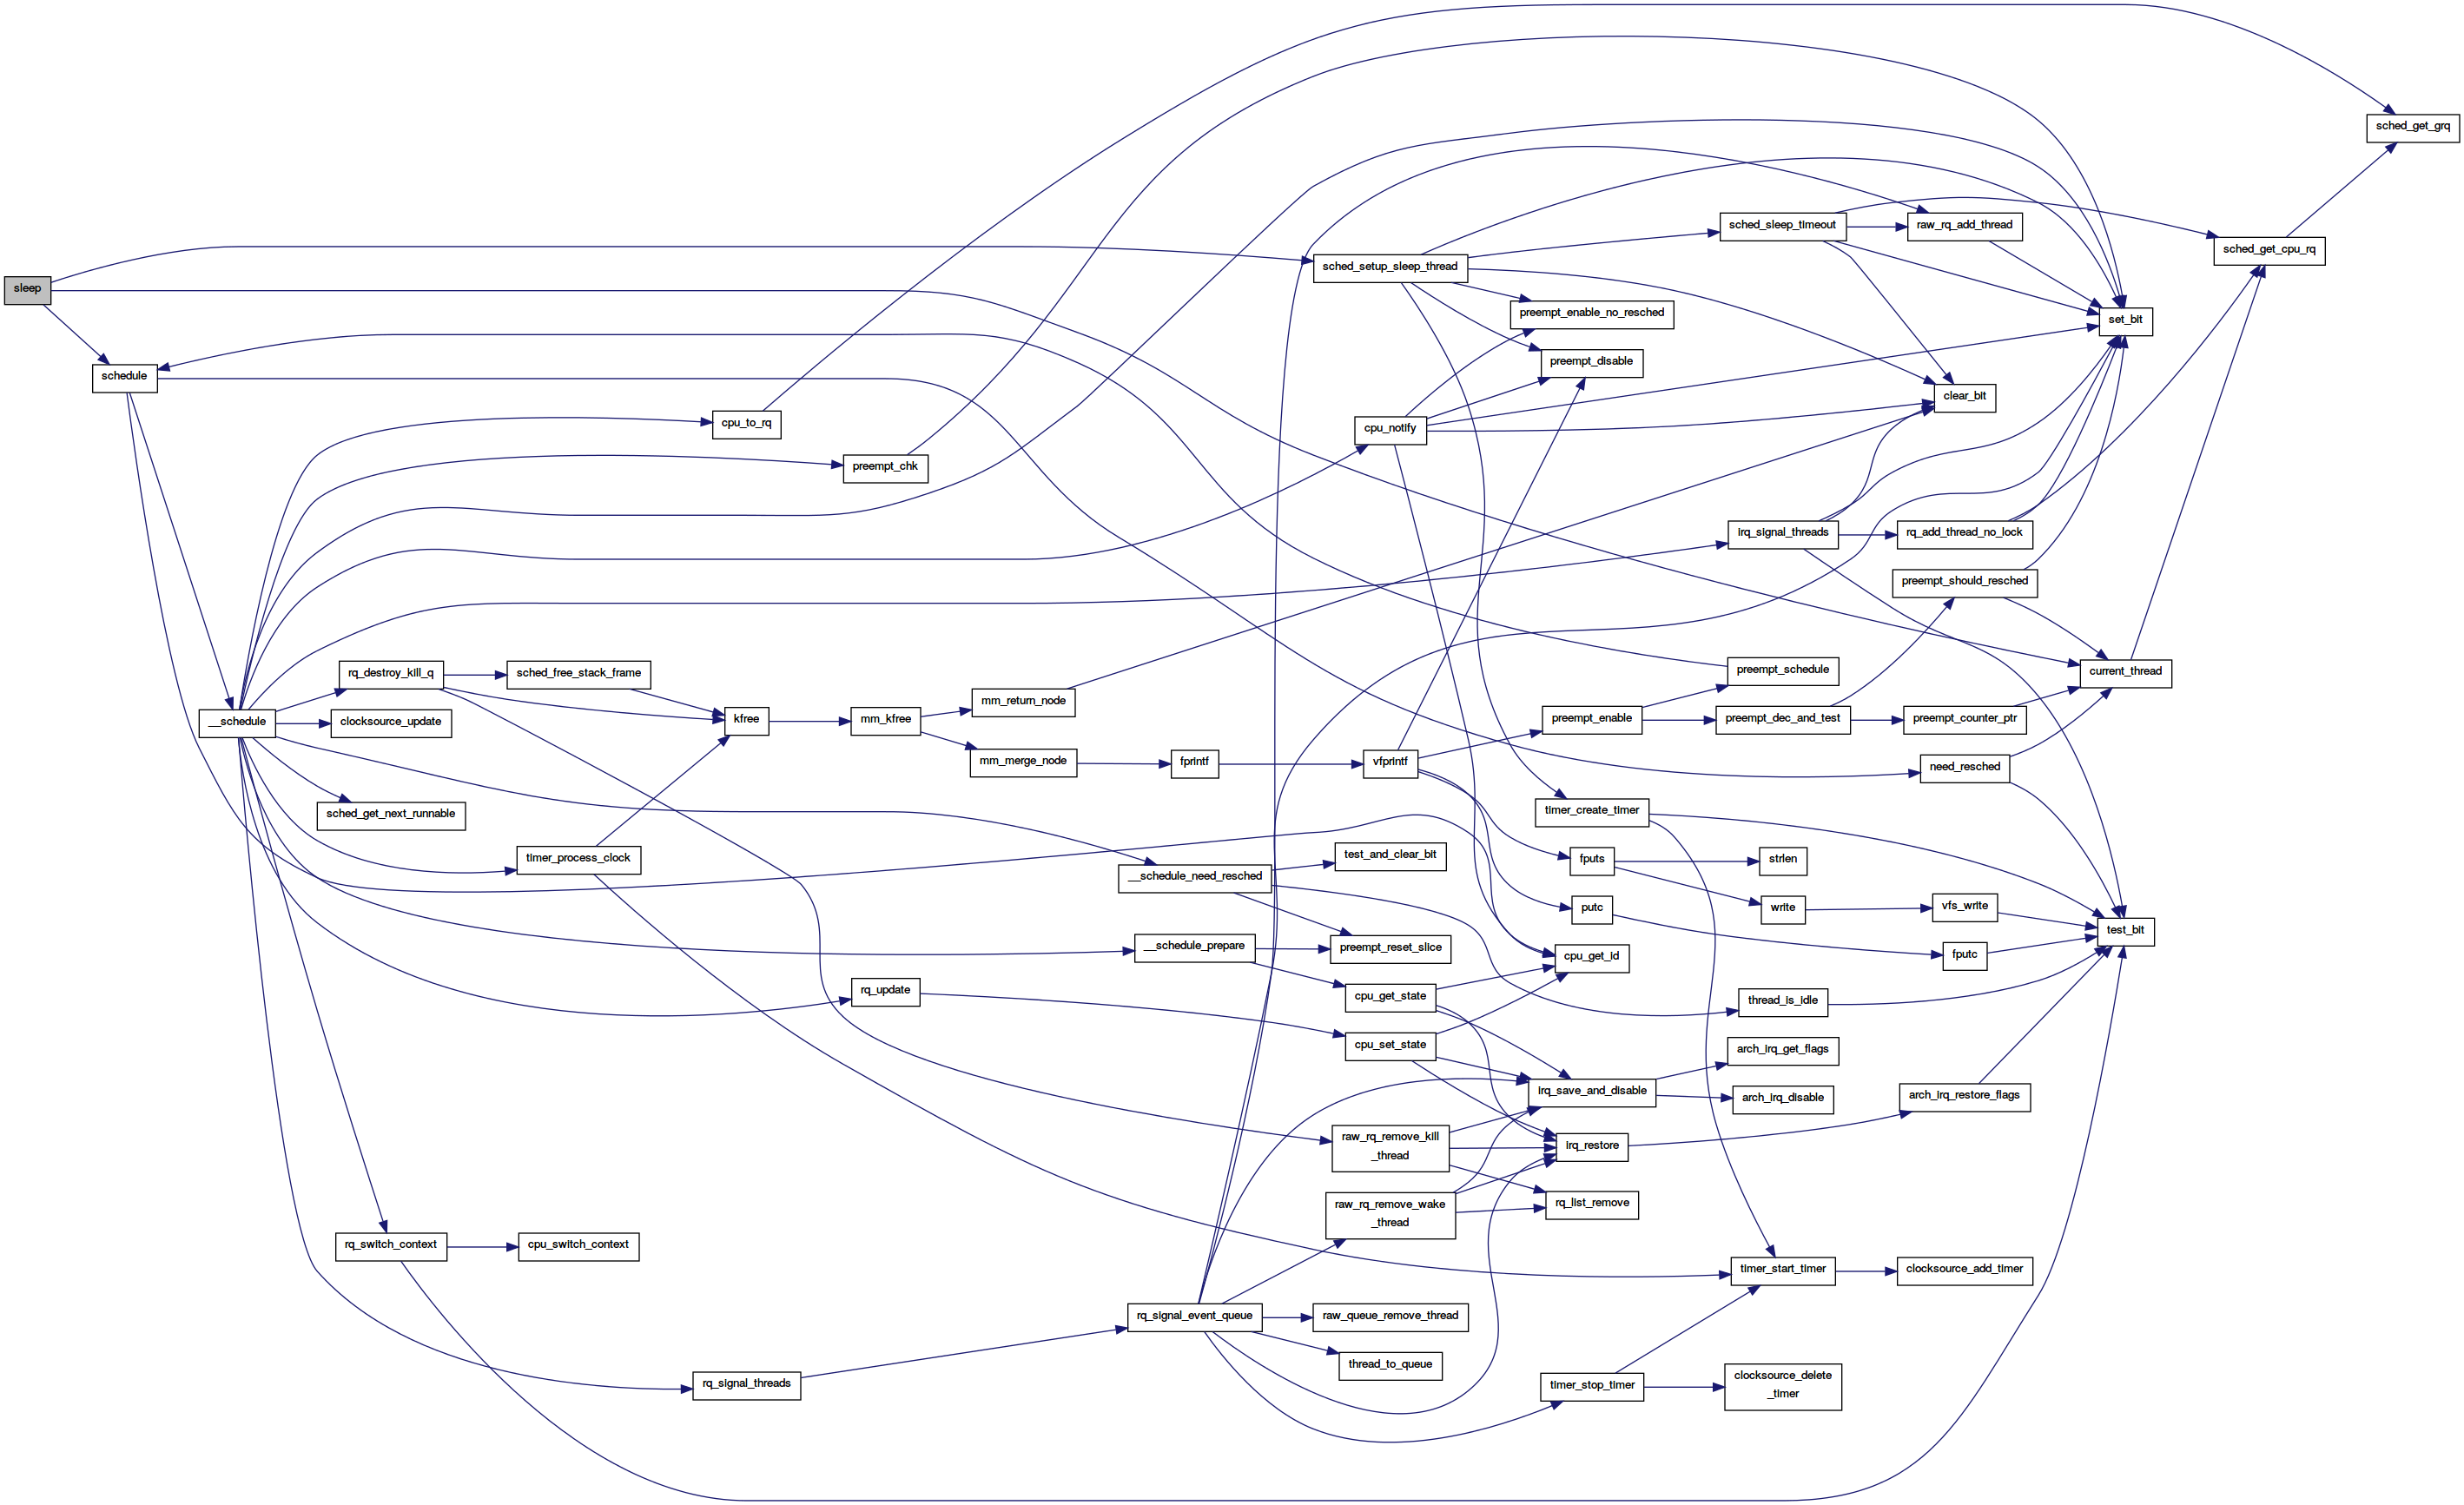 sleep
schedule
__schedule
rq_destroy_kill_q
clocksource_update
sched_get_next_runnable
rq_switch_context
sched_free_stack_frame
timer_process_clock
cpu_switch_context
cpu_to_rq
kfree
rq_signal_threads
preempt_chk
mm_kfree
rq_update
mm_return_node
mm_merge_node
__schedule_need_resched
__schedule_prepare
rq_signal_event_queue
fprintf
sched_setup_sleep_thread
cpu_notify
vfprintf
test_and_clear_bit
preempt_reset_slice
cpu_get_state
cpu_set_state
raw_rq_remove_kill
_thread
raw_rq_remove_wake
_thread
raw_queue_remove_thread
thread_to_queue
preempt_enable_no_resched
preempt_disable
preempt_enable
timer_create_timer
fputs
putc
cpu_get_id
irq_save_and_disable
irq_restore
rq_list_remove
timer_stop_timer
sched_sleep_timeout
irq_signal_threads
preempt_schedule
preempt_dec_and_test
strlen
write
thread_is_idle
arch_irq_get_flags
arch_irq_disable
timer_start_timer
clocksource_delete
_timer
raw_rq_add_thread
clear_bit
rq_add_thread_no_lock
preempt_should_resched
preempt_counter_ptr
need_resched
vfs_write
fputc
arch_irq_restore_flags
clocksource_add_timer
set_bit
current_thread
test_bit
sched_get_cpu_rq
sched_get_grq